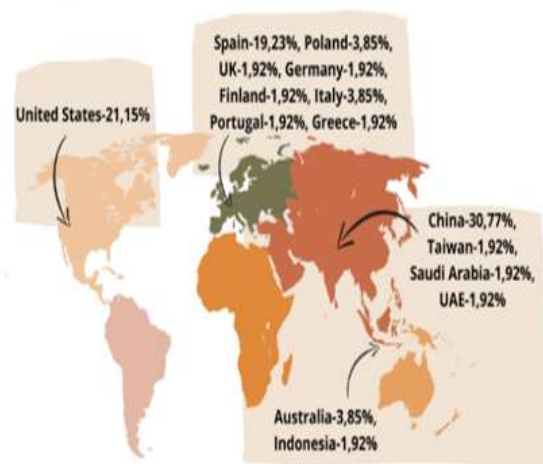 Spain-19,23%, Poland-3,85%,
UK-1,92%, Germany-1,92%,
Finland-1,92%, Italy-3,85%,
Portugal-1,92%, Greece-1,92%
United States-21,15%
China-30,77%,
Taiwan-1,92%,
Saudi Arabia-1,92%,
UAE-1,92%
Australia-3,85%,
Indonesia-1,92%